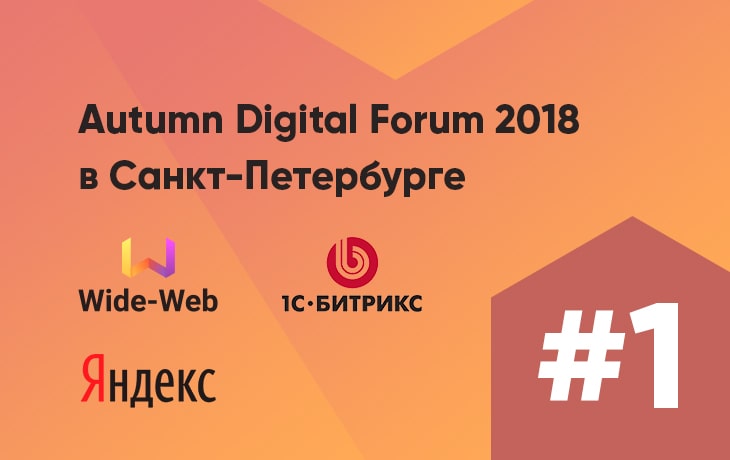 Autumn Digital Forum 2018
в Санкт-Петербурге
Wide-Web
1С·БИТРИКС
Яндекс
#1